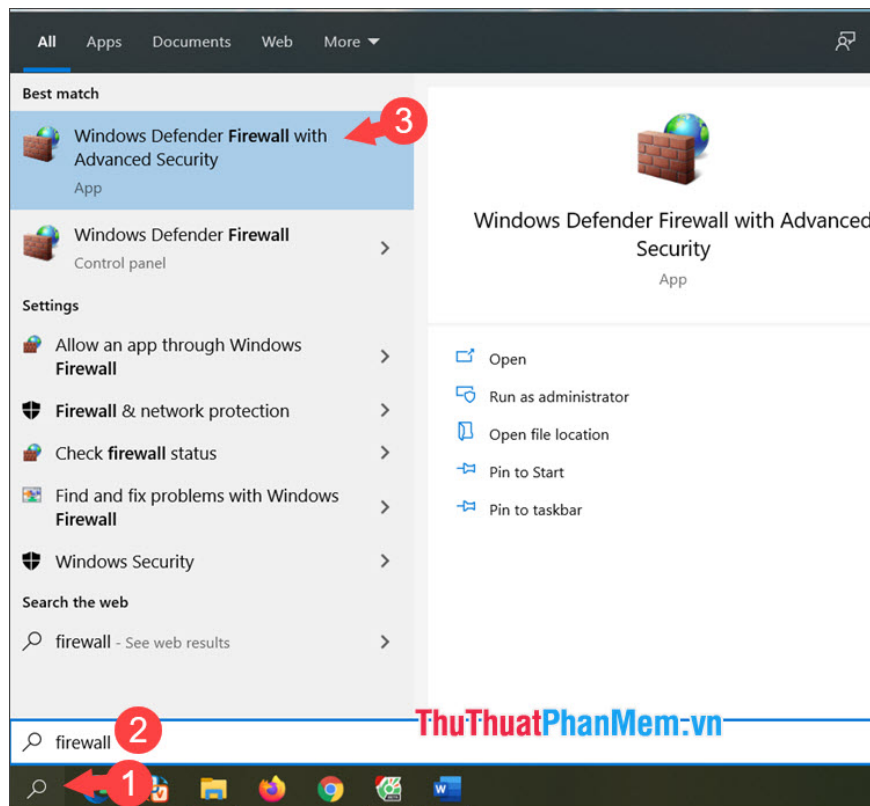 All Apps Documents Web More
Best match
Windows Defender Firewall with
Advanced Security
App
Windows Defender Firewall
Control panel
Settings
Allow an app through Windows
Firewall
Firewall & network protection
Check firewall status
Find and fix problems with Windows
Firewall
Windows Security
Search the web
firewall - See web results
3
Windows Defender Firewall with Advanced
Security
App
Open
Run as administrator
Open file location
Pin to Start
Pin to taskbar
ThuThuatPhanMem.vn
firewall 2
1